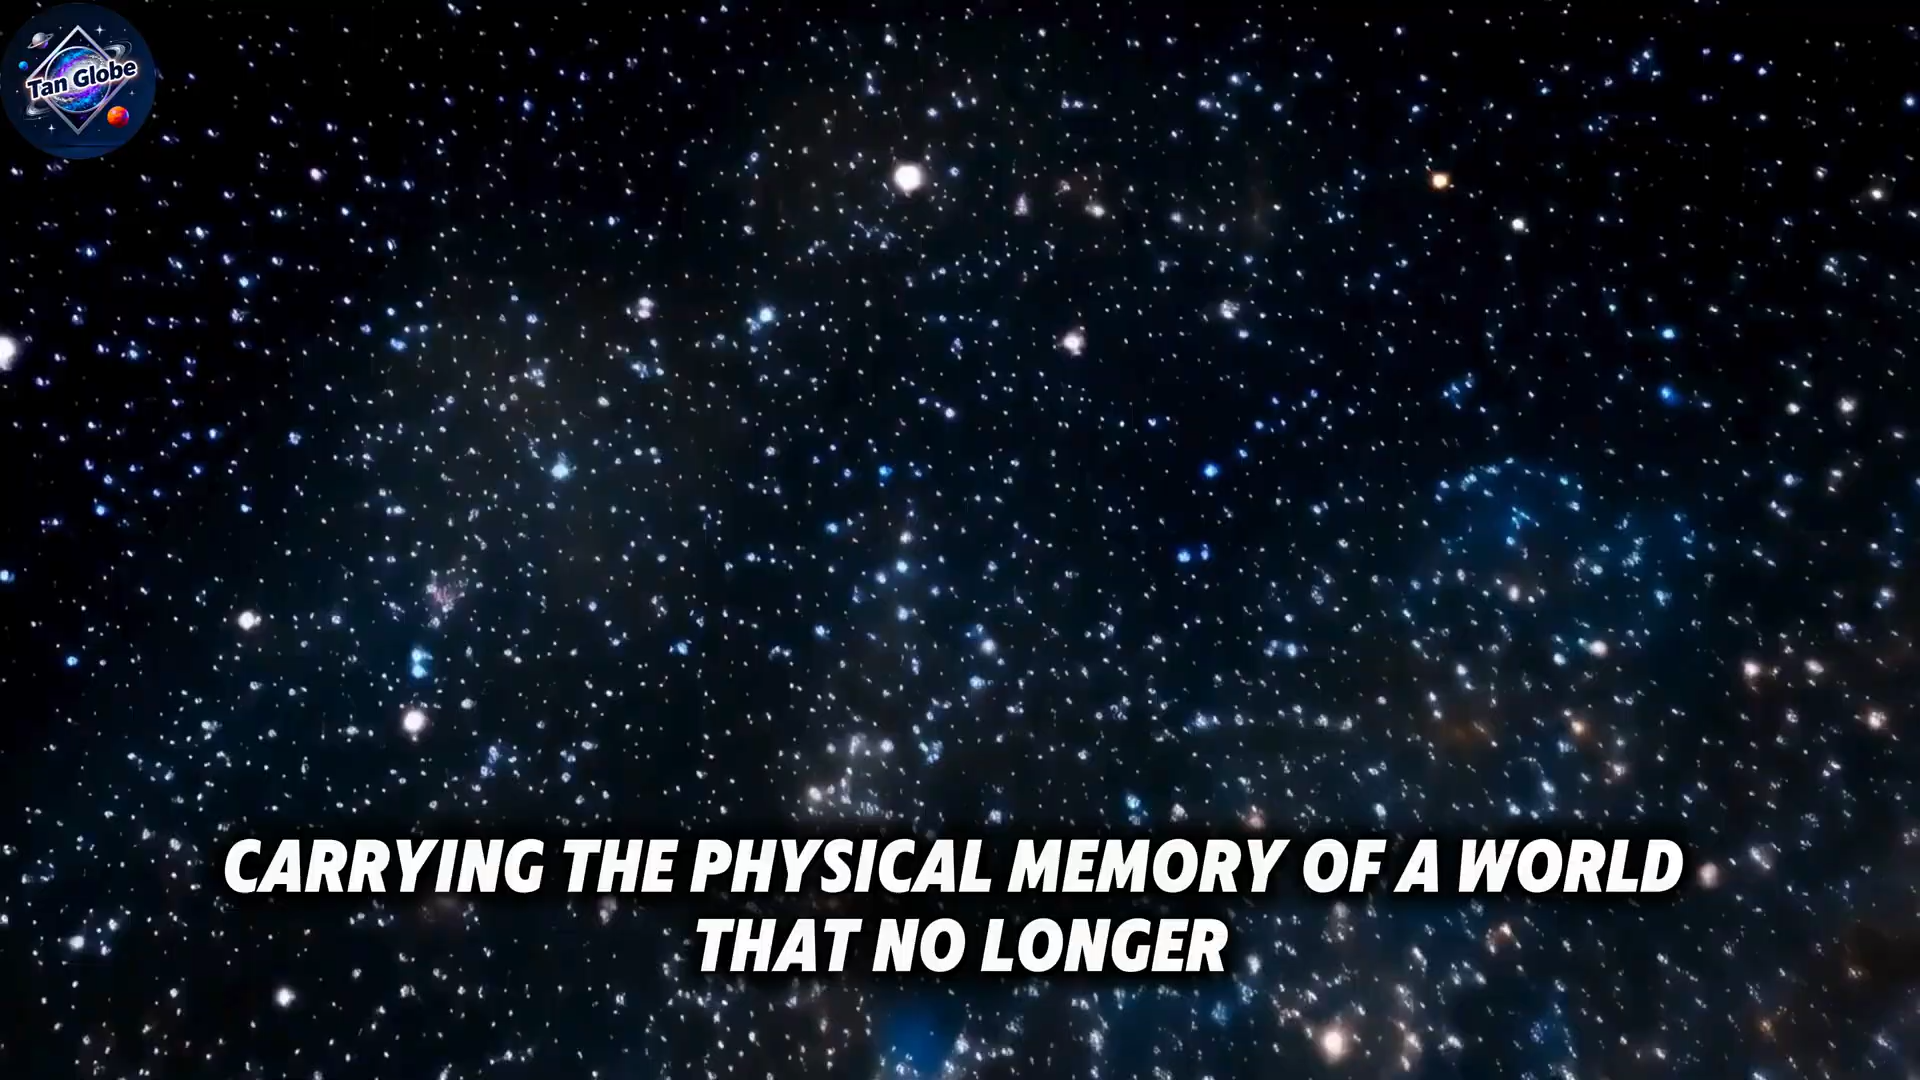 Tan Globe
CARRYING THE PHYSICAL MEMORY OF A WORLD
THAT NO LONGER